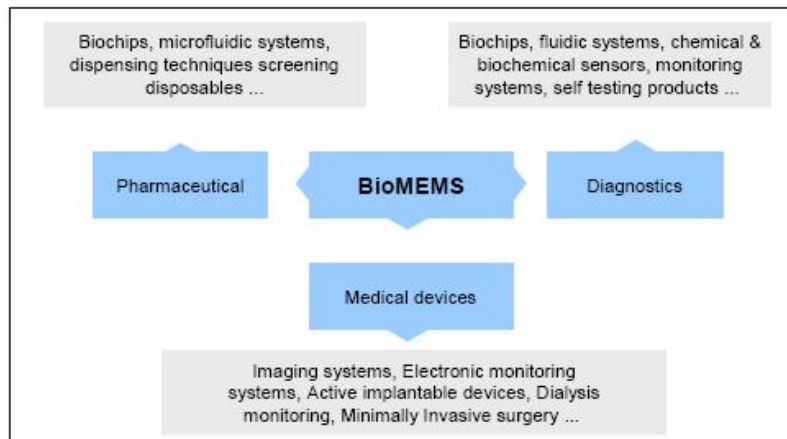 Biochips, microfluidic systems,
dispensing techniques screening
disposables ...
Biochips, fluidic systems, chemical &
biochemical sensors, monitoring
systems, self testing products ...
Pharmaceutical
BioMEMS
Diagnostics
Medical devices
Imaging systems, Electronic monitoring
systems, Active implantable devices, Dialysis
monitoring, Minimally Invasive surgery ...